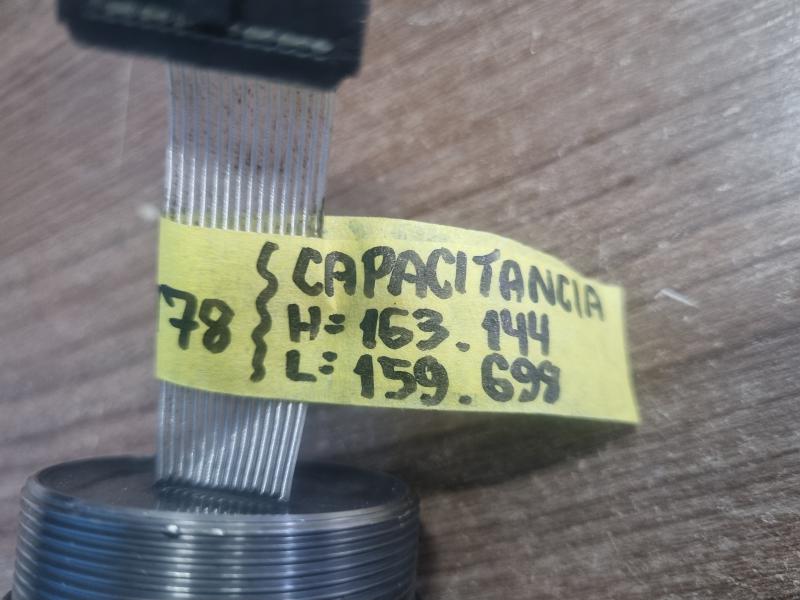 78
CAPACITANCIA
H= 163.144
L= 159.699